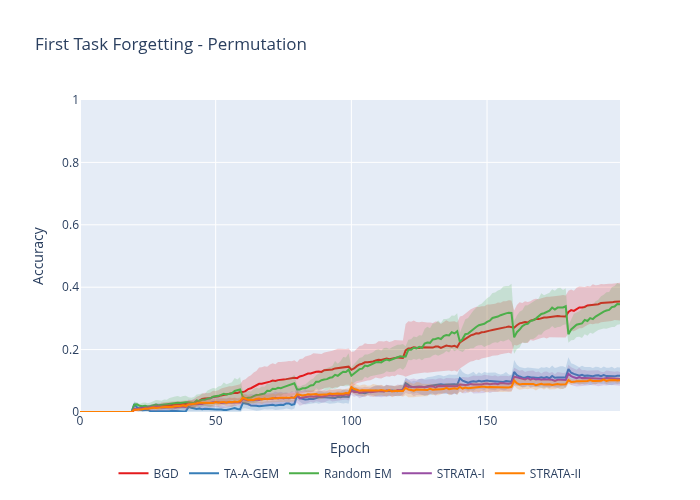 First Task Forgetting - Permutation
1
0.8
0.6
0.4
0.2
0
Accuracy
0 50 100 150
Epoch
BGD TA-A-GEM Random EM STRATA-I STRATA-II